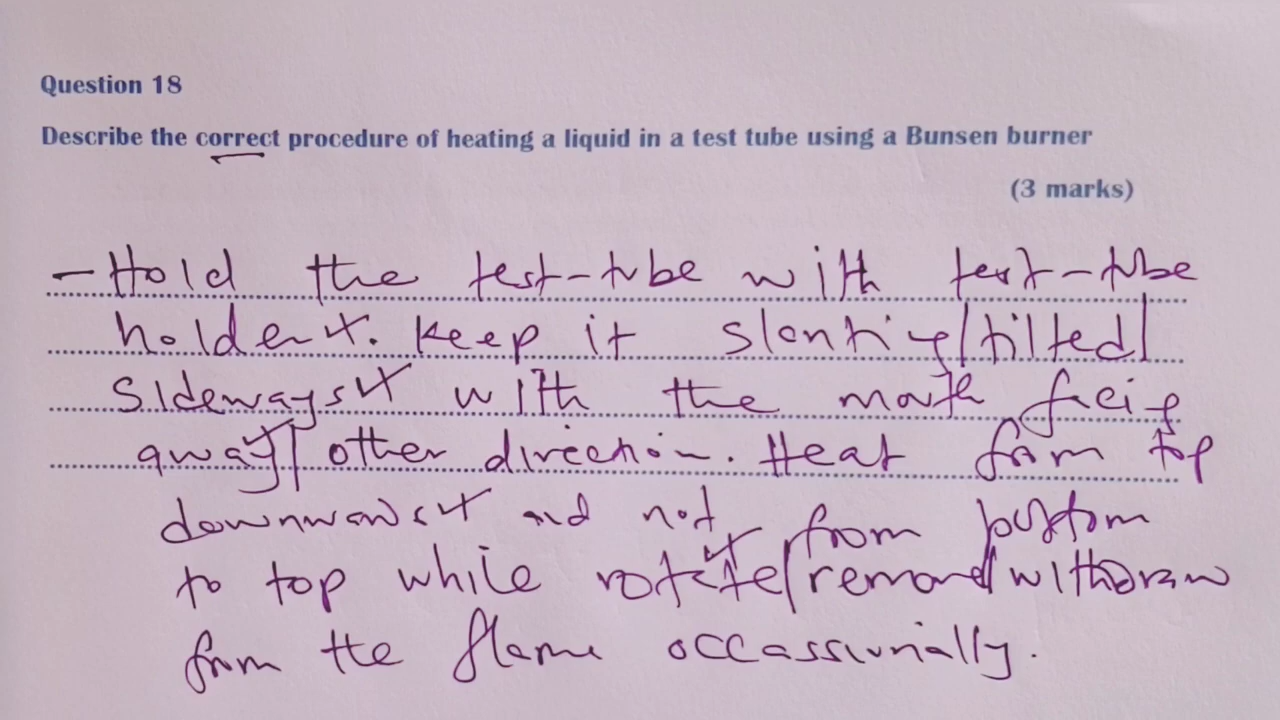 Question 18
Describe the correct procedure of heating a liquid in a test tube using a Bunsen burner
(3 marks)
- Hold the test-tube with test-tube
holder. Keep it slanting/tilted/
sideways with the mouth facing
away/other direction. Heat from top
downwards and not from bottom
to top while rotate/remove/withdraw
from the flame occassionally.